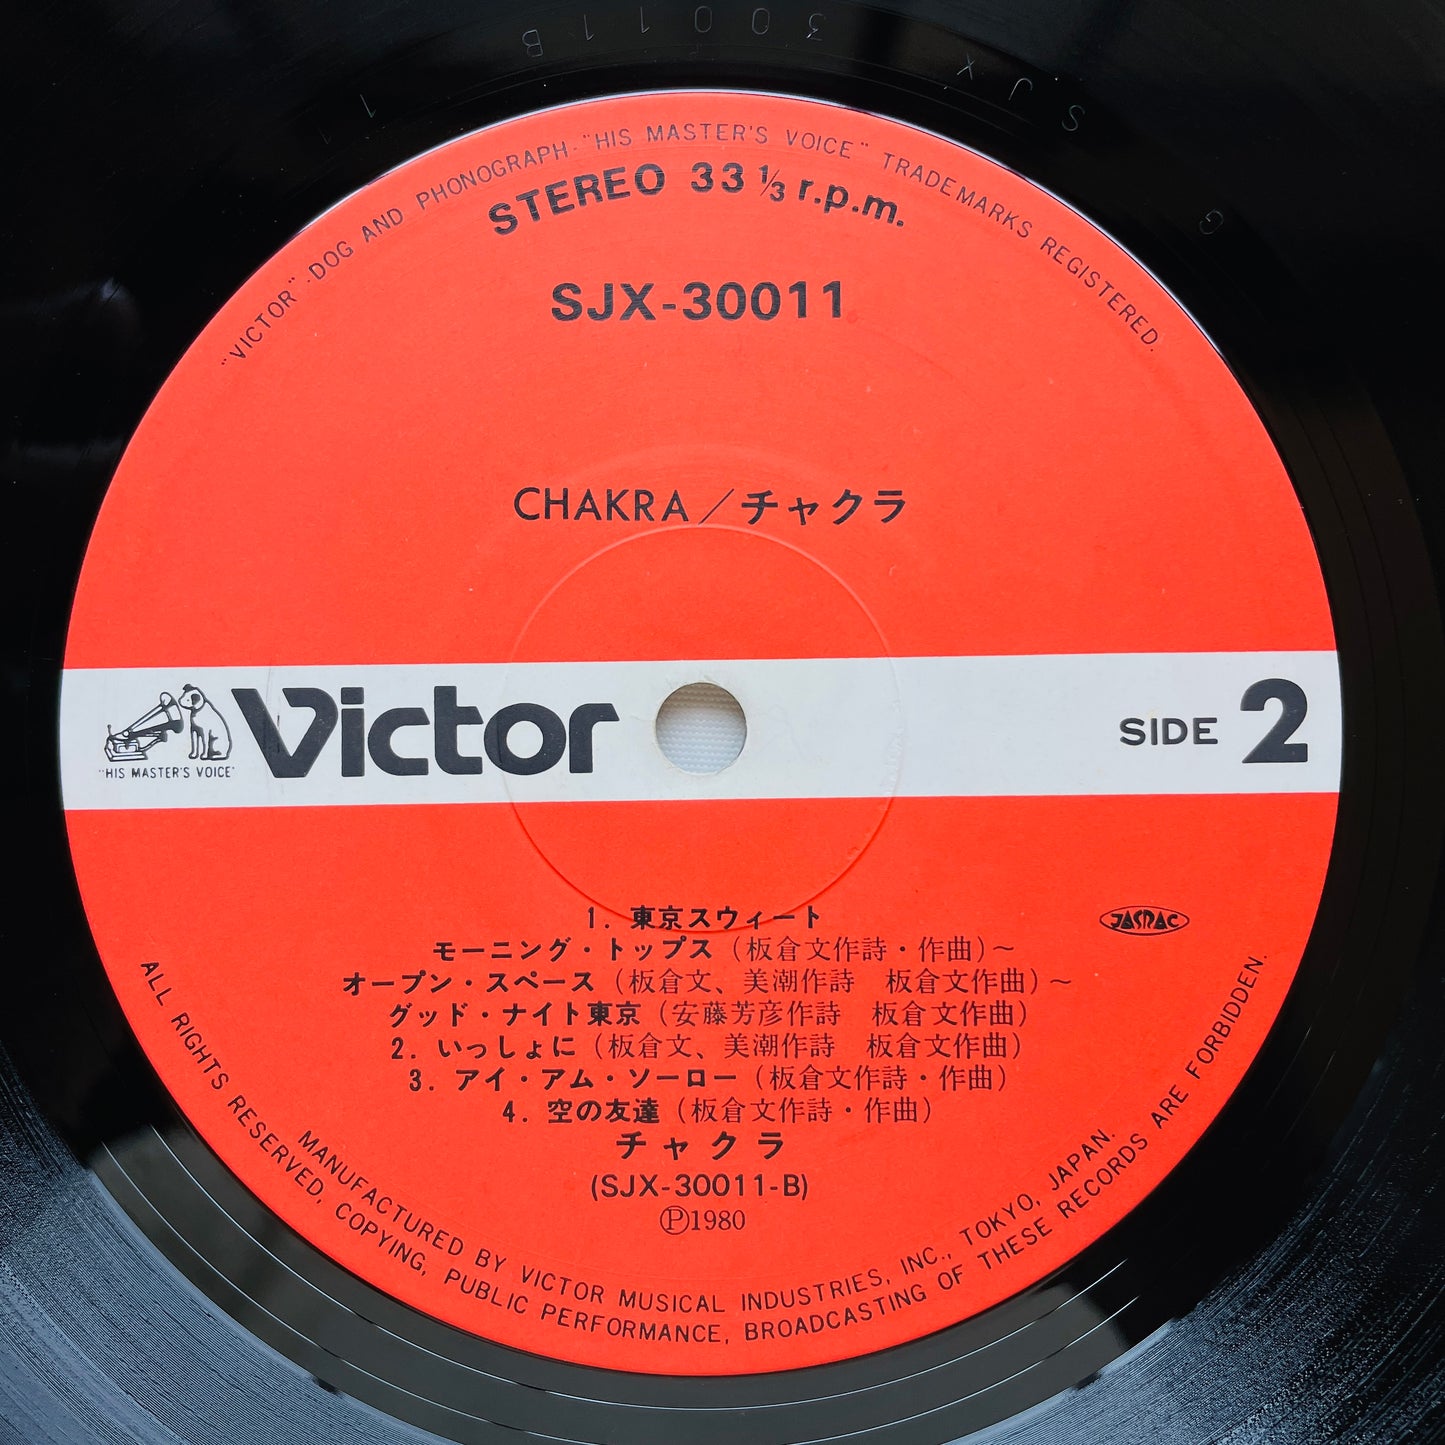 SJX 30011B 111
G
"VICTOR"·DOG AND PHONOGRAPH-"HIS MASTER'S VOICE" TRADEMARKS REGISTERED.
STEREO 33 1/3 r.p.m.
SJX-30011
CHAKRA/チャクラ
"HIS MASTER'S VOICE"
Victor
SIDE 2
1. 東京スウィート
モーニング・トップス(板倉文作詩・作曲)〜
オープン・スペース(板倉文、美潮作詩 板倉文作曲)〜
グッド・ナイト東京(安藤芳彦作詩 板倉文作曲)
2. いっしょに(板倉文、美潮作詩 板倉文作曲)
3. アイ・アム・ソーロー(板倉文作詩・作曲)
4. 空の友達(板倉文作詩・作曲)
チャクラ
(SJX-30011-B)
Ⓟ1980
JASRAC
MANUFACTURED BY VICTOR MUSICAL INDUSTRIES, INC., TOKYO, JAPAN.
ALL RIGHTS RESERVED, COPYING, PUBLIC PERFORMANCE, BROADCASTING OF THESE RECORDS ARE FORBIDDEN.